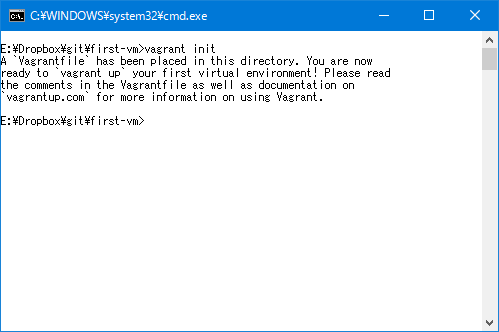 C:¥WINDOWS¥system32¥cmd.exe
E:¥Dropbox¥git¥first-vm>vagrant init
A `Vagrantfile` has been placed in this directory. You are now
ready to `vagrant up` your first virtual environment! Please read
the comments in the Vagrantfile as well as documentation on
`vagrantup.com` for more information on using Vagrant.
E:¥Dropbox¥git¥first-vm>